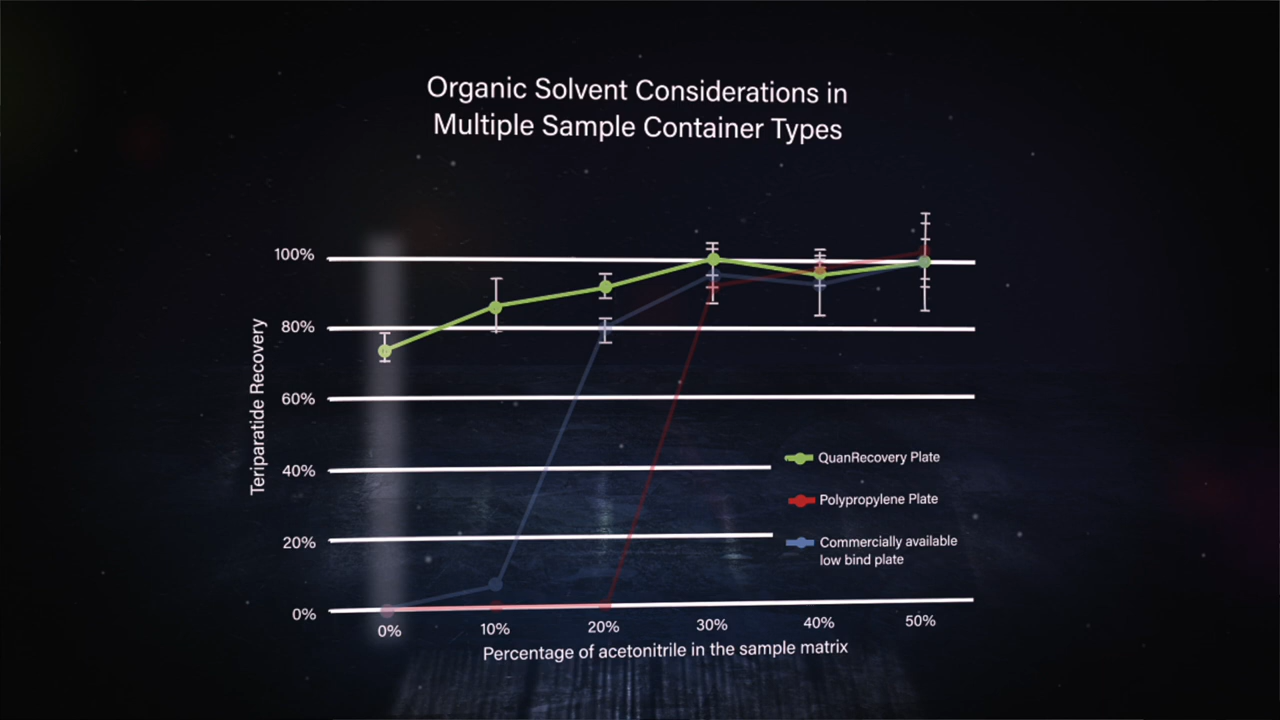 Organic Solvent Considerations in
Multiple Sample Container Types
100%
80%
60%
40%
20%
0%
Teriparatide Recovery
QuanRecovery Plate
Polypropylene Plate
Commercially available
low bind plate
0%
10%
20%
30%
40%
50%
Percentage of acetonitrile in the sample matrix